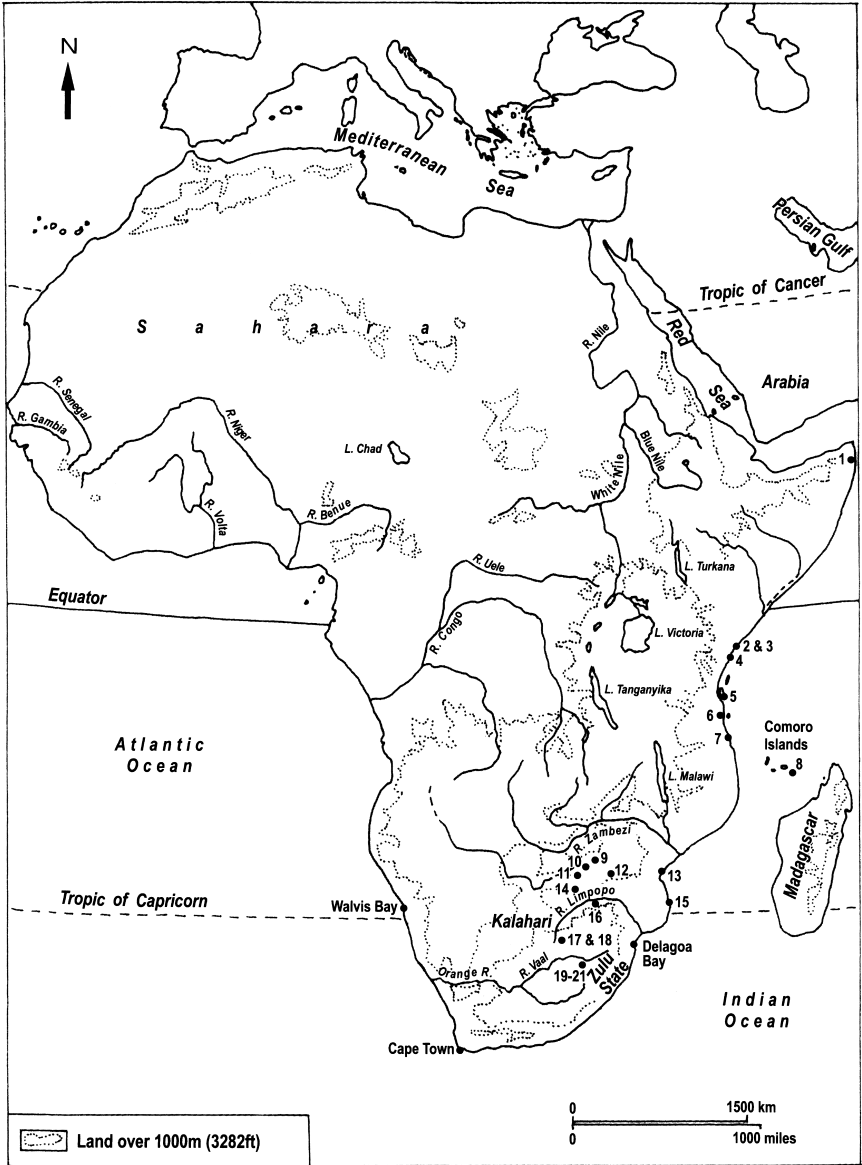 N
Mediterranean
Sea
Persian Gulf
Tropic of Cancer
S a h a r a
R. Nile
Red
Sea
Arabia
R. Senegal
R. Gambia
R. Niger
L. Chad
Blue Nile
White Nile
1
R. Volta
R. Benue
R. Uele
L. Turkana
Equator
R. Congo
L. Victoria
2 & 3
4
L. Tanganyika
5
6
7
Atlantic
Ocean
Comoro
Islands
8
L. Malawi
Madagascar
R. Zambezi
9
10
11
12
13
14
R. Limpopo
15
16
Tropic of Capricorn
Walvis Bay
Kalahari
17 & 18
Delagoa
Bay
Orange R.
R. Vaal
19-21
Zulu
State
Indian
Ocean
Cape Town
0 1500 km
0 1000 miles
Land over 1000m (3282ft)